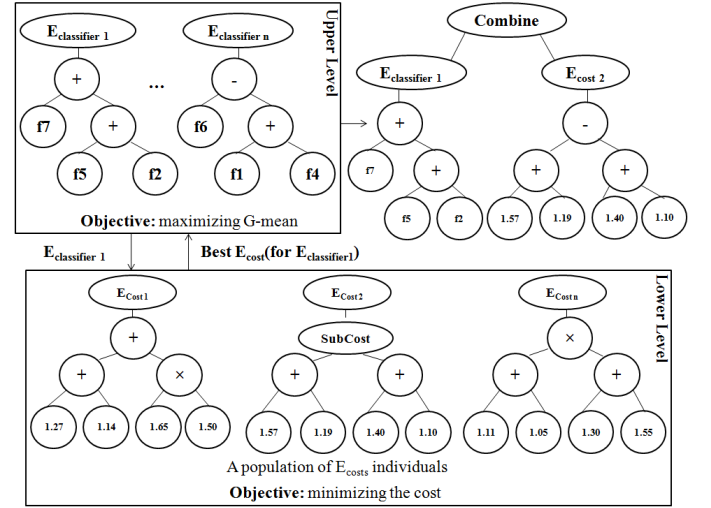 E classifier 1
E classifier n
+
...
-
f7
+
f6
+
f5
f2
f1
f4
Objective: maximizing G-mean
Upper Level
Combine
E classifier 1
E cost 2
+
-
f7
+
+
+
f5
f2
1.57
1.19
1.40
1.10
E classifier 1
Best E cost(for E classifier1)
Lower Level
E Cost 1
E Cost 2
E Cost n
+
SubCost
×
+
×
+
+
+
+
1.27
1.14
1.65
1.50
1.57
1.19
1.40
1.10
1.11
1.05
1.30
1.55
A population of E costs individuals
Objective: minimizing the cost